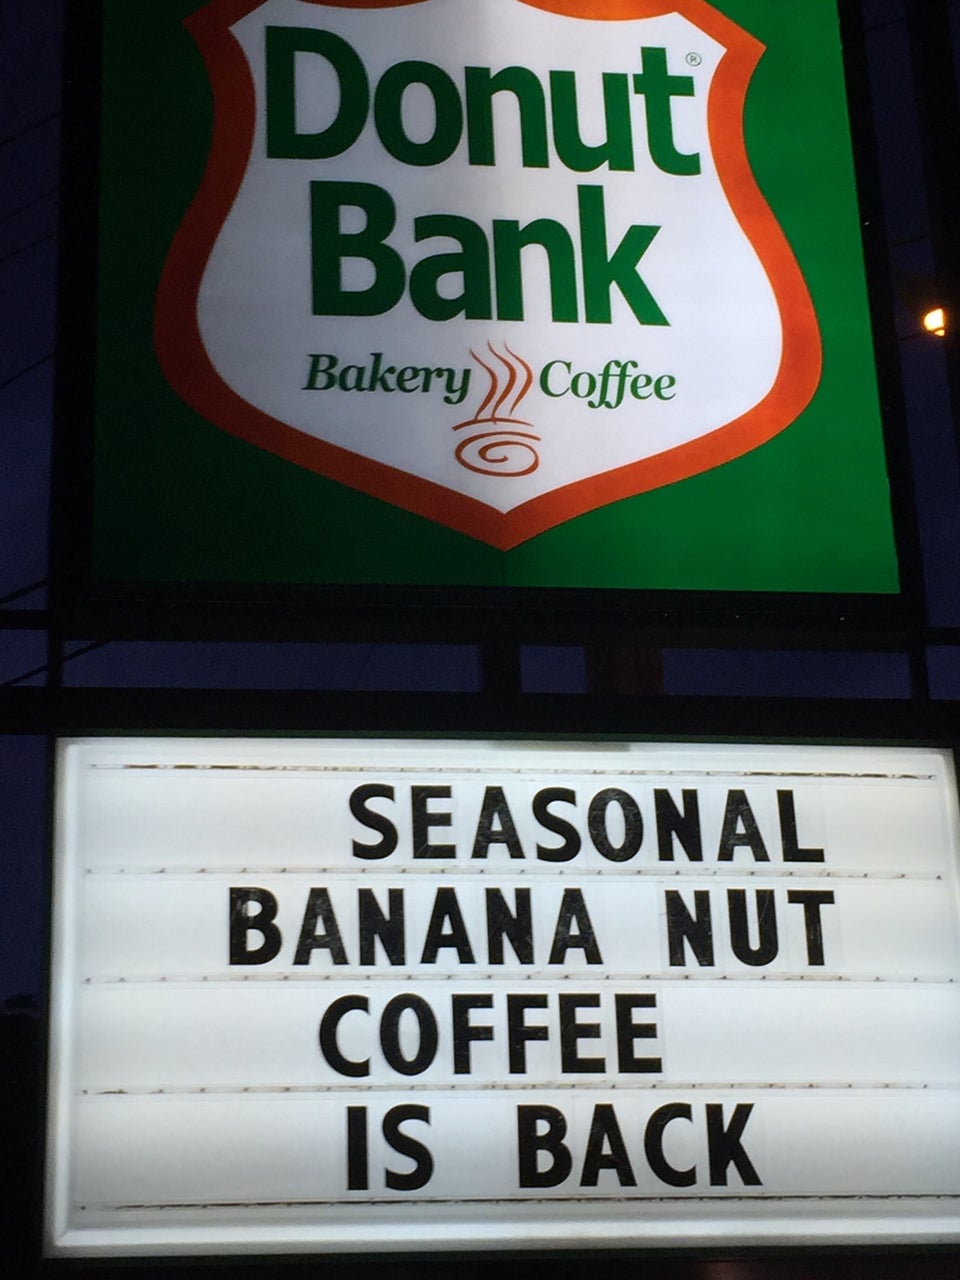 Donut®
Bank
Bakery Coffee
SEASONAL
BANANA NUT
COFFEE
IS BACK